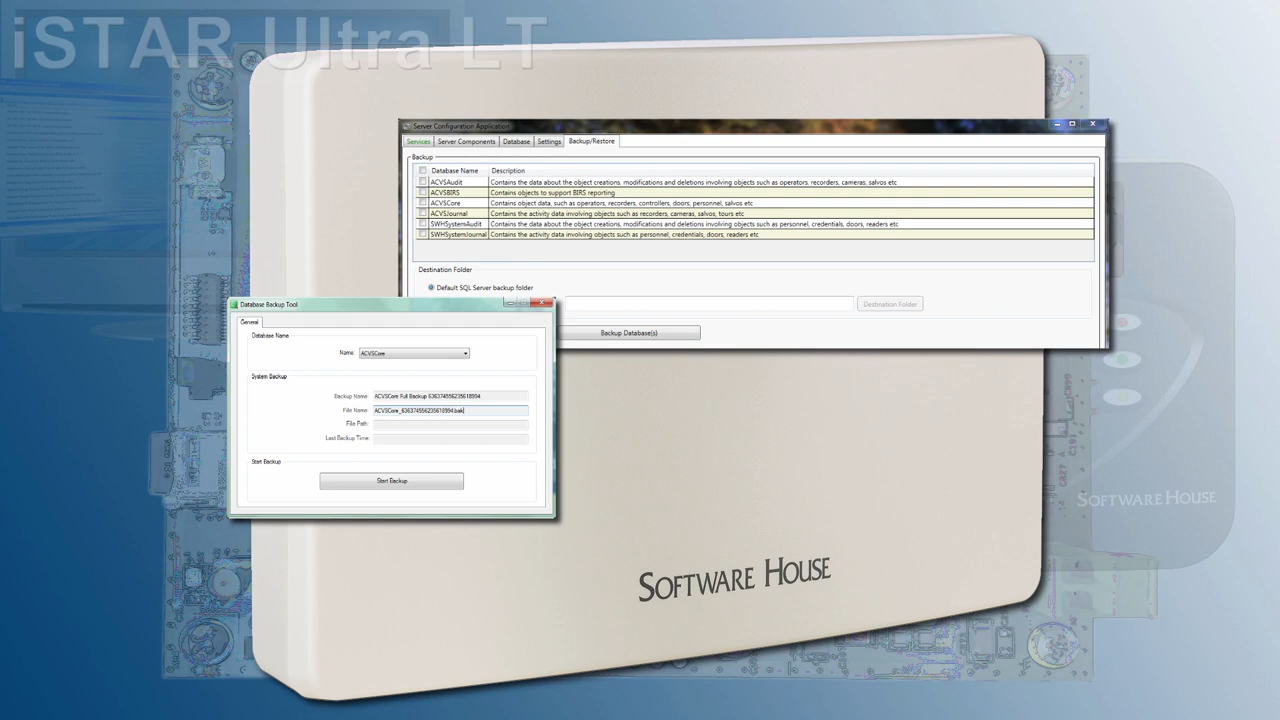 iSTAR Ultra LT
Server Configuration Application
Services Server Components Database Settings Backup/Restore
Backup
Database Name Description
ACVSAudit Contains the data about the object creations, modifications and deletions involving objects such as operators, recorders, cameras, salvos etc
ACVSBIRS Contains objects to support BIRS reporting
ACVSCore Contains object data, such as operators, recorders, controllers, doors, personnel, salvos etc
ACVSJournal Contains the activity data involving objects such as recorders, cameras, salvos, tours etc
SWHSystemAudit Contains the data about the object creations, modifications and deletions involving objects such as personnel, credentials, doors, readers etc
SWHSystemJournal Contains the activity data involving objects such as personnel, credentials, doors, readers etc
Destination Folder
Default SQL Server backup folder
Destination Folder
Backup Database(s)
Database Backup Tool
General
Database Name
Name: ACVSCore
System Backup
Backup Name: ACVSCore Full Backup 636374556235618994
File Name: ACVSCore_636374556235618994.bak
File Path:
Last Backup Time:
Start Backup
Start Backup
SOFTWARE HOUSE
SOFTWARE HOUSE